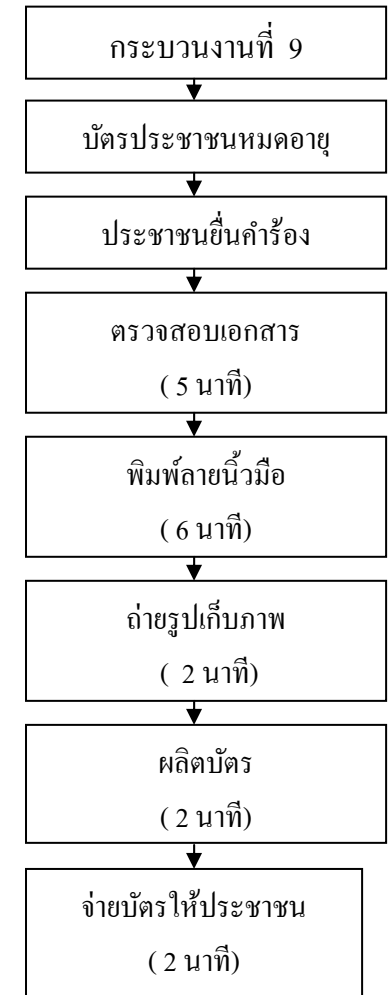 กระบวนงานที่ 9
บัตรประชาชนหมดอายุ
ประชาชนยื่นคำร้อง
ตรวจสอบเอกสาร
( 5 นาที)
พิมพ์ลายนิ้วมือ
( 6 นาที)
ถ่ายรูปเก็บภาพ
( 2 นาที)
ผลิตบัตร
( 2 นาที)
จ่ายบัตรให้ประชาชน
( 2 นาที)